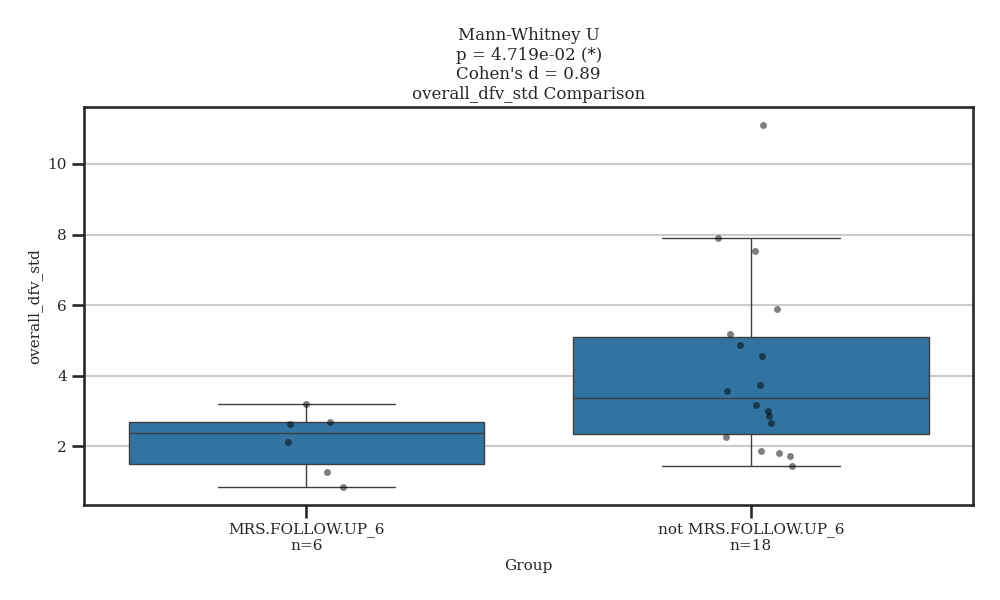 Mann-Whitney U
p = 4.719e-02 (*)
Cohen's d = 0.89
overall_dfv_std Comparison
overall_dfv_std
10
8
6
4
2
MRS.FOLLOW.UP_6
n=6
not MRS.FOLLOW.UP_6
n=18
Group